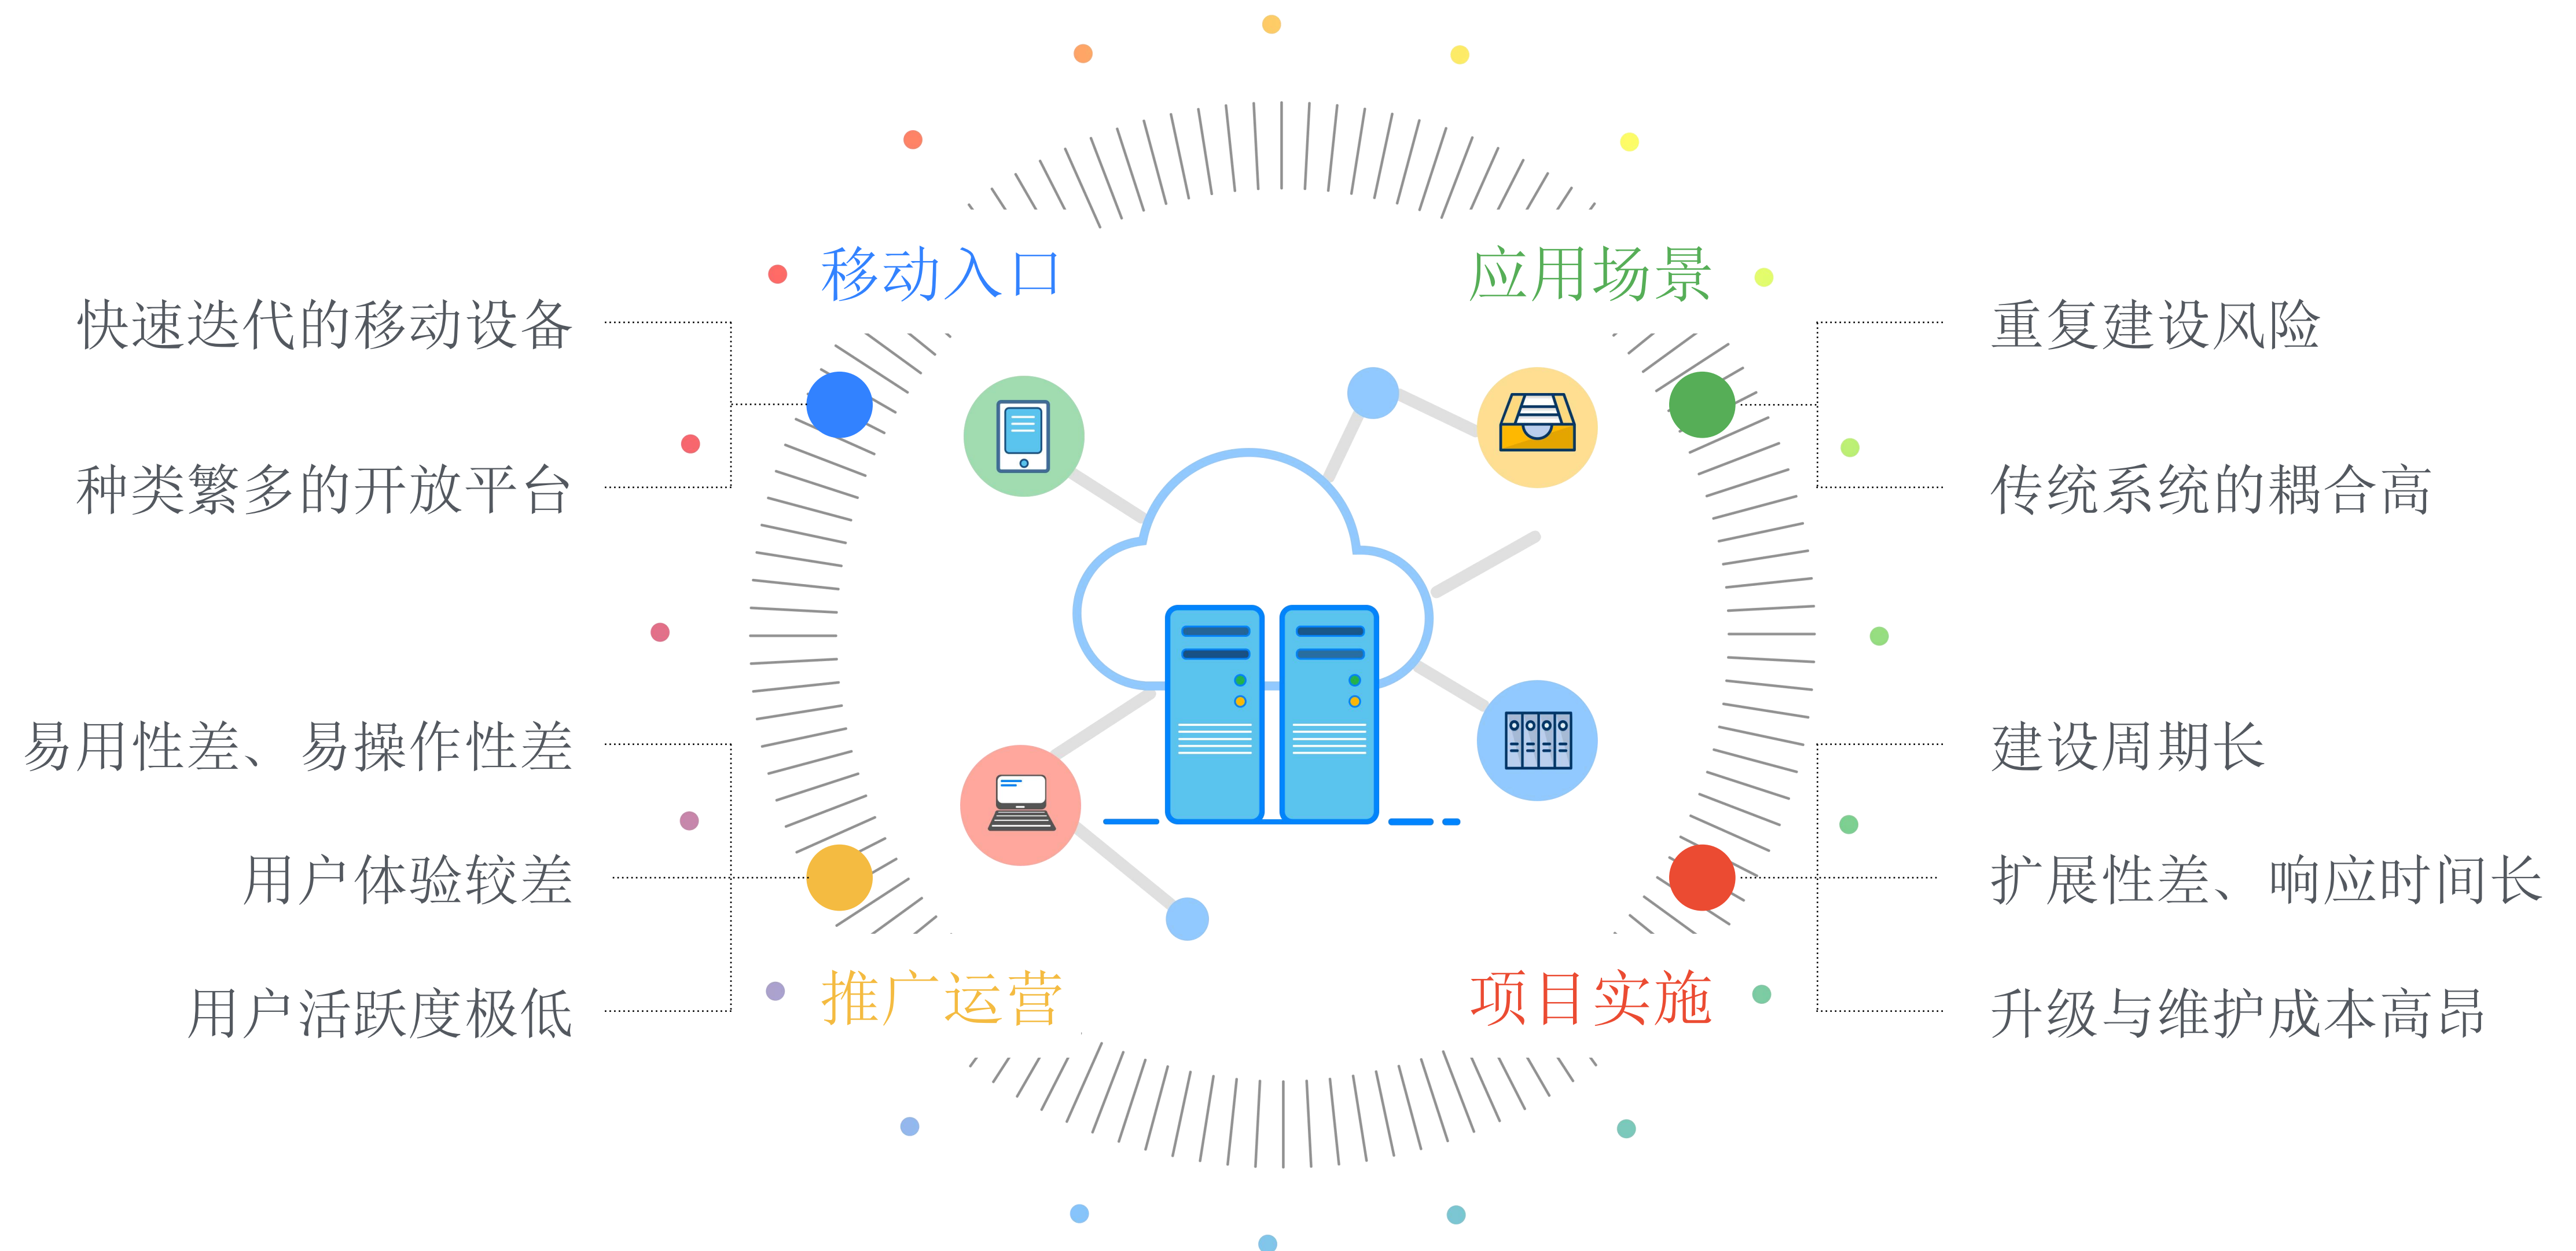 移动入口
快速迭代的移动设备
种类繁多的开放平台
应用场景
重复建设风险
传统系统的耦合高
易用性差、易操作性差
用户体验较差
用户活跃度极低
推广运营
建设周期长
扩展性差、响应时间长
升级与维护成本高昂
项目实施